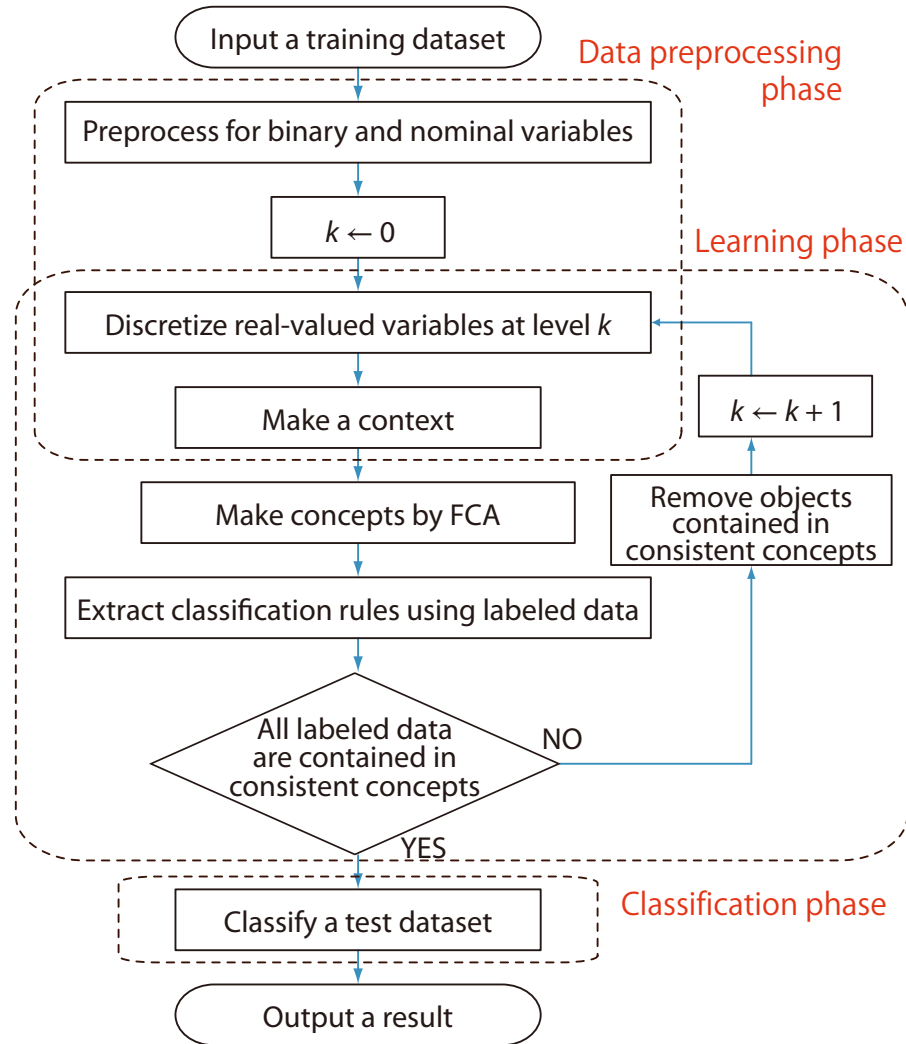 Input a training dataset
Data preprocessing
phase
Preprocess for binary and nominal variables
k ← 0
Learning phase
Discretize real-valued variables at level k
Make a context
k ← k + 1
Make concepts by FCA
Remove objects
contained in
consistent concepts
Extract classification rules using labeled data
All labeled data
are contained in
consistent concepts
NO
YES
Classify a test dataset
Classification phase
Output a result